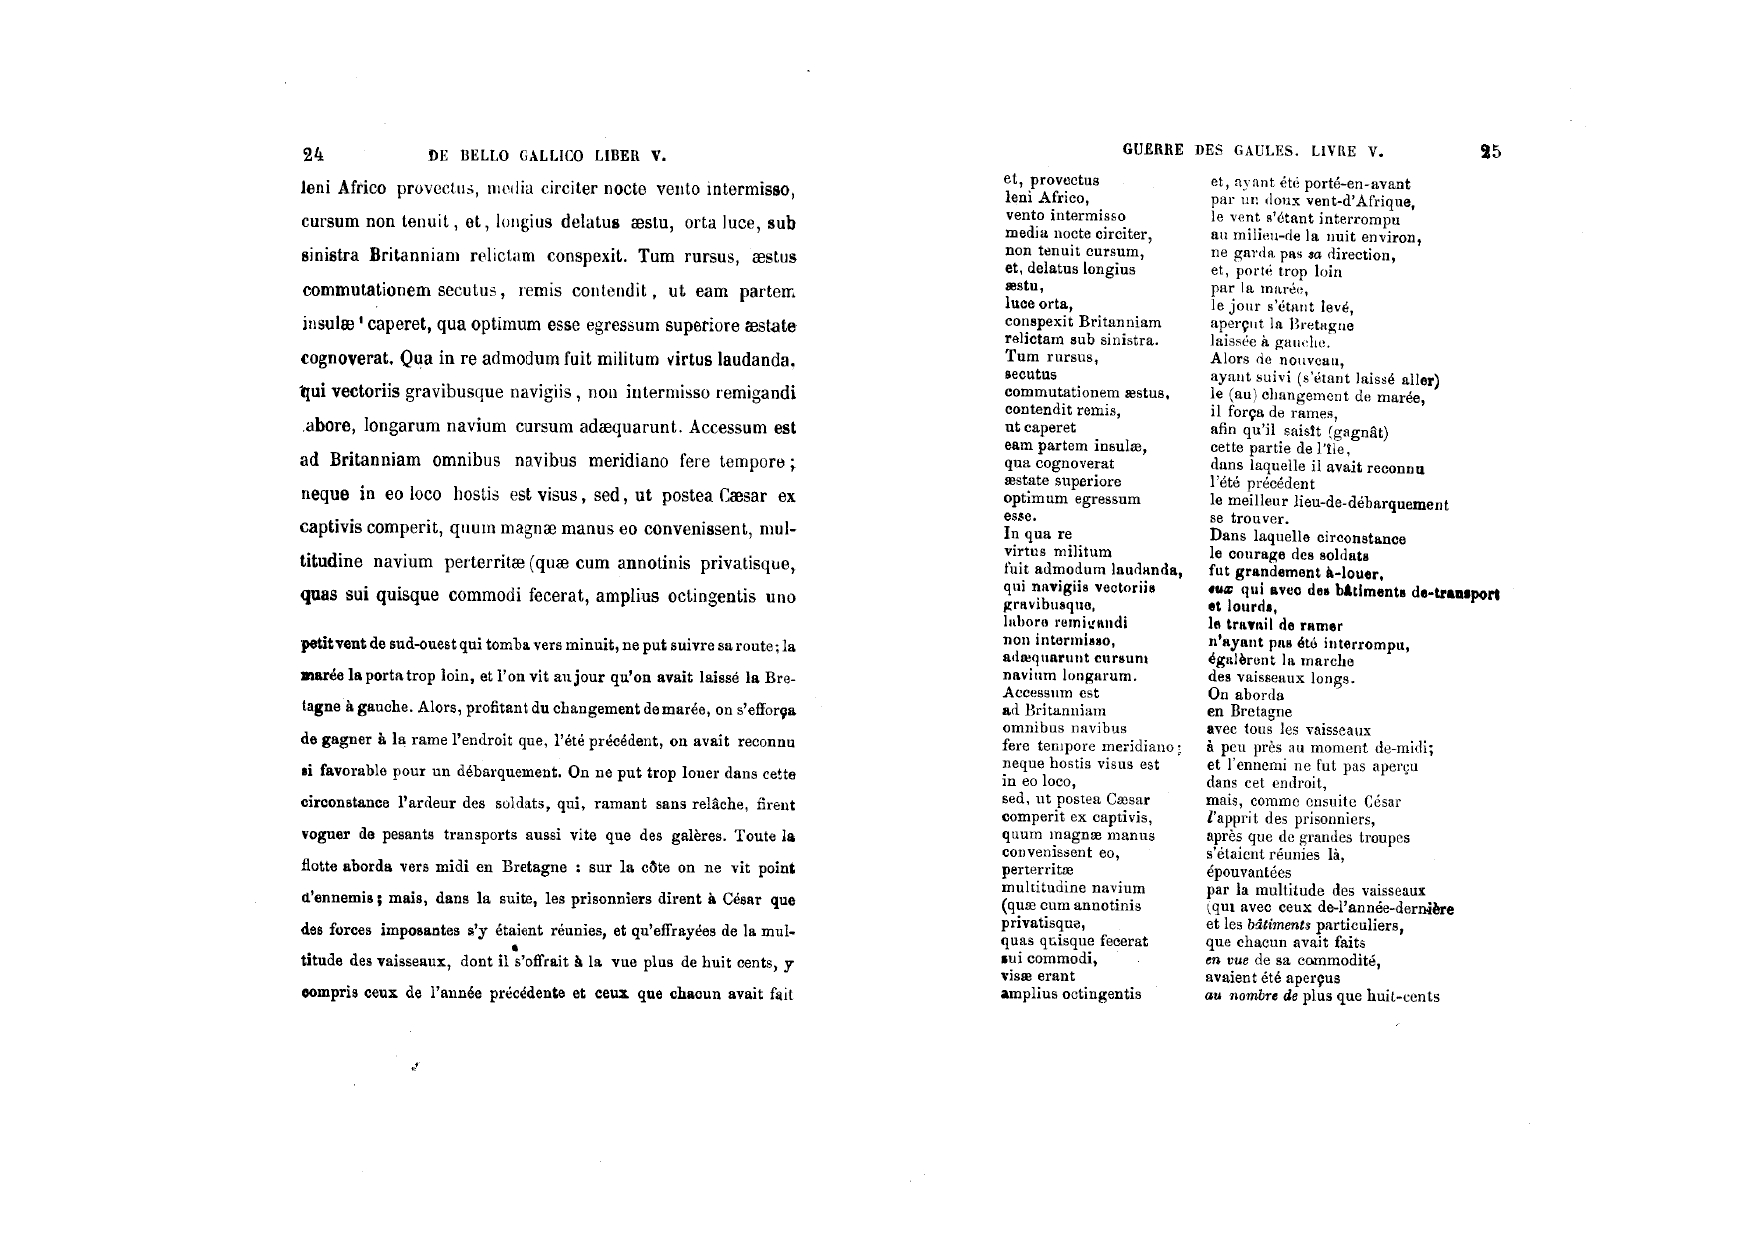 24 DE BELLO GALLICO LIBER V.
leni Africo provectus, media circiter nocte vento intermisso,
cursum non tenuit, et, longius delatus æstu, orta luce, sub
sinistra Britanniam relictam conspexit. Tum rursus, æstus
commutationem secutus, remis contendit, ut eam partem
insulæ ¹ caperet, qua optimum esse egressum superiore æstate
cognoverat. Qua in re admodum fuit militum virtus laudanda.
qui vectoriis gravibusque navigiis, non intermisso remigandi
abore, longarum navium cursum adæquarunt. Accessum est
ad Britanniam omnibus navibus meridiano fere tempore;
neque in eo loco hostis est visus, sed, ut postea Cæsar ex
captivis comperit, quum magnæ manus eo convenissent, mul-
titudine navium perterritæ (quæ cum annotinis privatisque,
quas sui quisque commodi fecerat, amplius octingentis uno
petit vent de sud-ouest qui tomba vers minuit, ne put suivre sa route; la
marée la porta trop loin, et l'on vit au jour qu'on avait laissé la Bre-
tagne à gauche. Alors, profitant du changement de marée, on s'efforça
de gagner à la rame l'endroit que, l'été précédent, on avait reconnu
si favorable pour un débarquement. On ne put trop louer dans cette
circonstance l'ardeur des soldats, qui, ramant sans relâche, firent
voguer de pesants transports aussi vite que des galères. Toute la
flotte aborda vers midi en Bretagne : sur la côte on ne vit point
d'ennemis; mais, dans la suite, les prisonniers dirent à César que
des forces imposantes s'y étaient réunies, et qu'effrayées de la mul-
titude des vaisseaux, dont il s'offrait à la vue plus de huit cents, y
compris ceux de l'année précédente et ceux que chacun avait fait
GUERRE DES GAULES. LIVRE V. 25
et, provectus
leni Africo,
vento intermisso
media nocte circiter,
non tenuit cursum,
et, delatus longius
æstu,
luce orta,
conspexit Britanniam
relictam sub sinistra.
Tum rursus,
secutus
commutationem æstus,
contendit remis,
ut caperet
eam partem insulæ,
qua cognoverat
æstate superiore
optimum egressum
esse.
In qua re
virtus militum
fuit admodum laudanda,
qui navigiis vectoriis
gravibusque,
labore remigandi
non intermisso,
adæquarunt cursum
navium longarum.
Accessum est
ad Britanniam
omnibus navibus
fere tempore meridiano;
neque hostis visus est
in eo loco,
sed, ut postea Cæsar
comperit ex captivis,
quum magnæ manus
convenissent eo,
perterritæ
multitudine navium
(quæ cum annotinis
privatisque,
quas quisque fecerat
sui commodi,
visæ erant
amplius octingentis
et, ayant été porté-en-avant
par un doux vent-d'Afrique,
le vent s'étant interrompu
au milieu-de la nuit environ,
ne garda pas sa direction,
et, porté trop loin
par la marée,
le jour s'étant levé,
aperçut la Bretagne
laissée à gauche.
Alors de nouveau,
ayant suivi (s'étant laissé aller)
le (au) changement de marée,
il força de rames,
afin qu'il saisît (gagnât)
cette partie de l'île,
dans laquelle il avait reconnu
l'été précédent
le meilleur lieu-de-débarquement
se trouver.
Dans laquelle circonstance
le courage des soldats
fut grandement à-louer,
eux qui avec des bâtiments de-transport
et lourds,
le travail de ramer
n'ayant pas été interrompu,
égalèrent la marche
des vaisseaux longs.
On aborda
en Bretagne
avec tous les vaisseaux
à peu près au moment de-midi;
et l'ennemi ne fut pas aperçu
dans cet endroit,
mais, comme ensuite César
l'apprit des prisonniers,
après que de grandes troupes
s'étaient réunies là,
épouvantées
par la multitude des vaisseaux
(qui avec ceux de-l'année-dernière
et les bâtiments particuliers,
que chacun avait faits
en vue de sa commodité,
avaient été aperçus
au nombre de plus que huit-cents